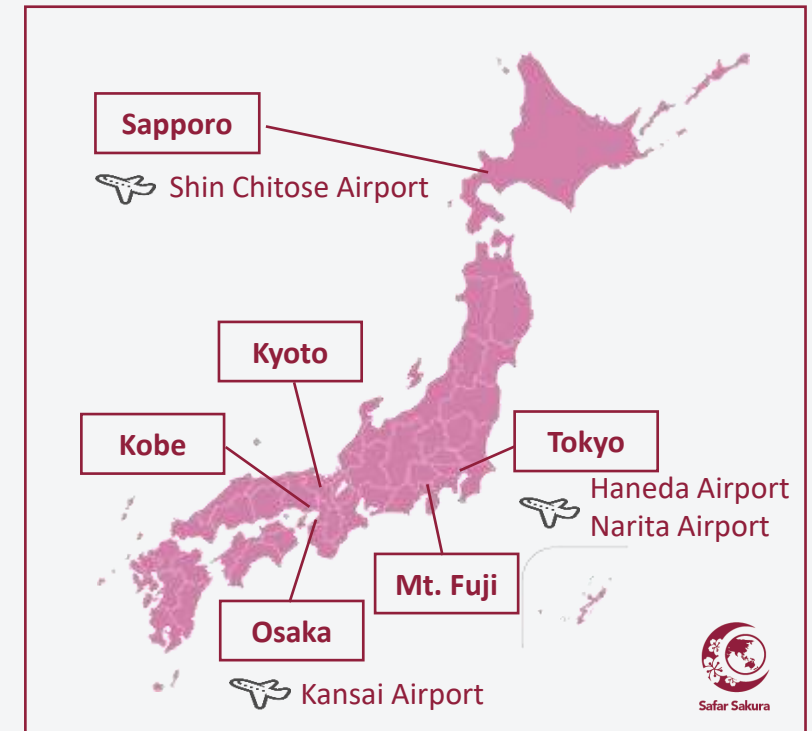 Sapporo
Shin Chitose Airport
Kyoto
Kobe
Tokyo
Haneda Airport
Narita Airport
Mt. Fuji
Osaka
Kansai Airport
Safar Sakura